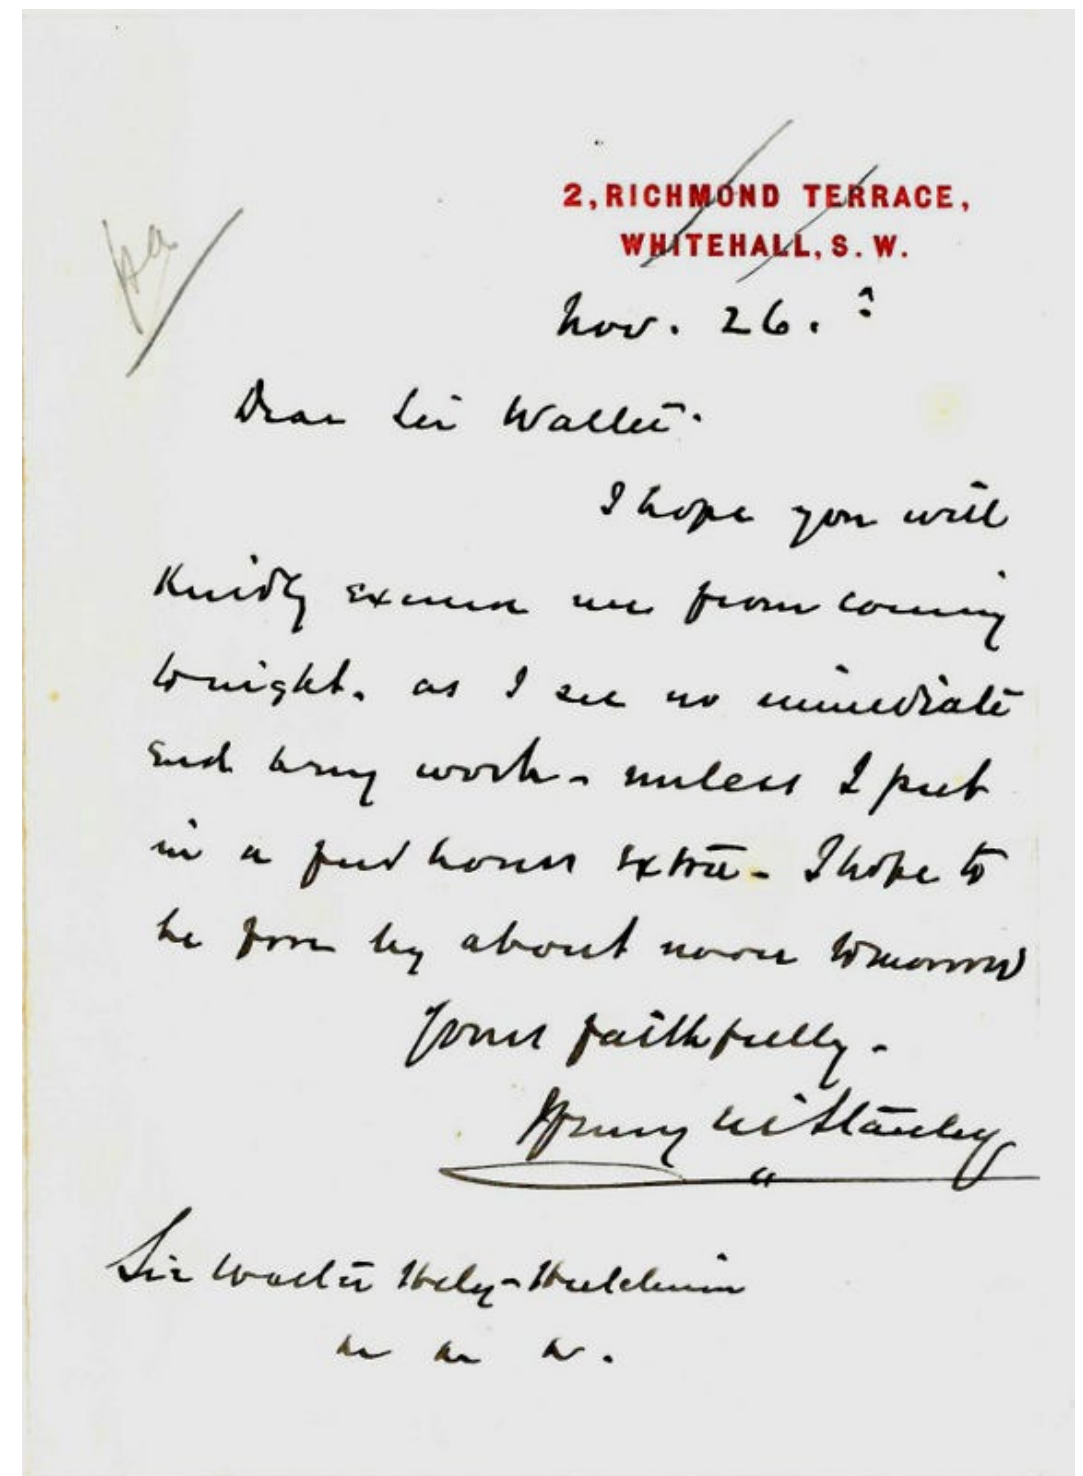 2, RICHMOND TERRACE,
WHITEHALL, S. W.
Nov. 26.
Dear Sir Walter.
I hope you will
Kindly excuse me from coming
tonight. as I see no immediate
end to my work - unless I put
in a few hours extra - I hope to
be free by about noon tomorrow
Yours faithfully.
Henry M Stanley
Sir Walter Hely-Hutchinson